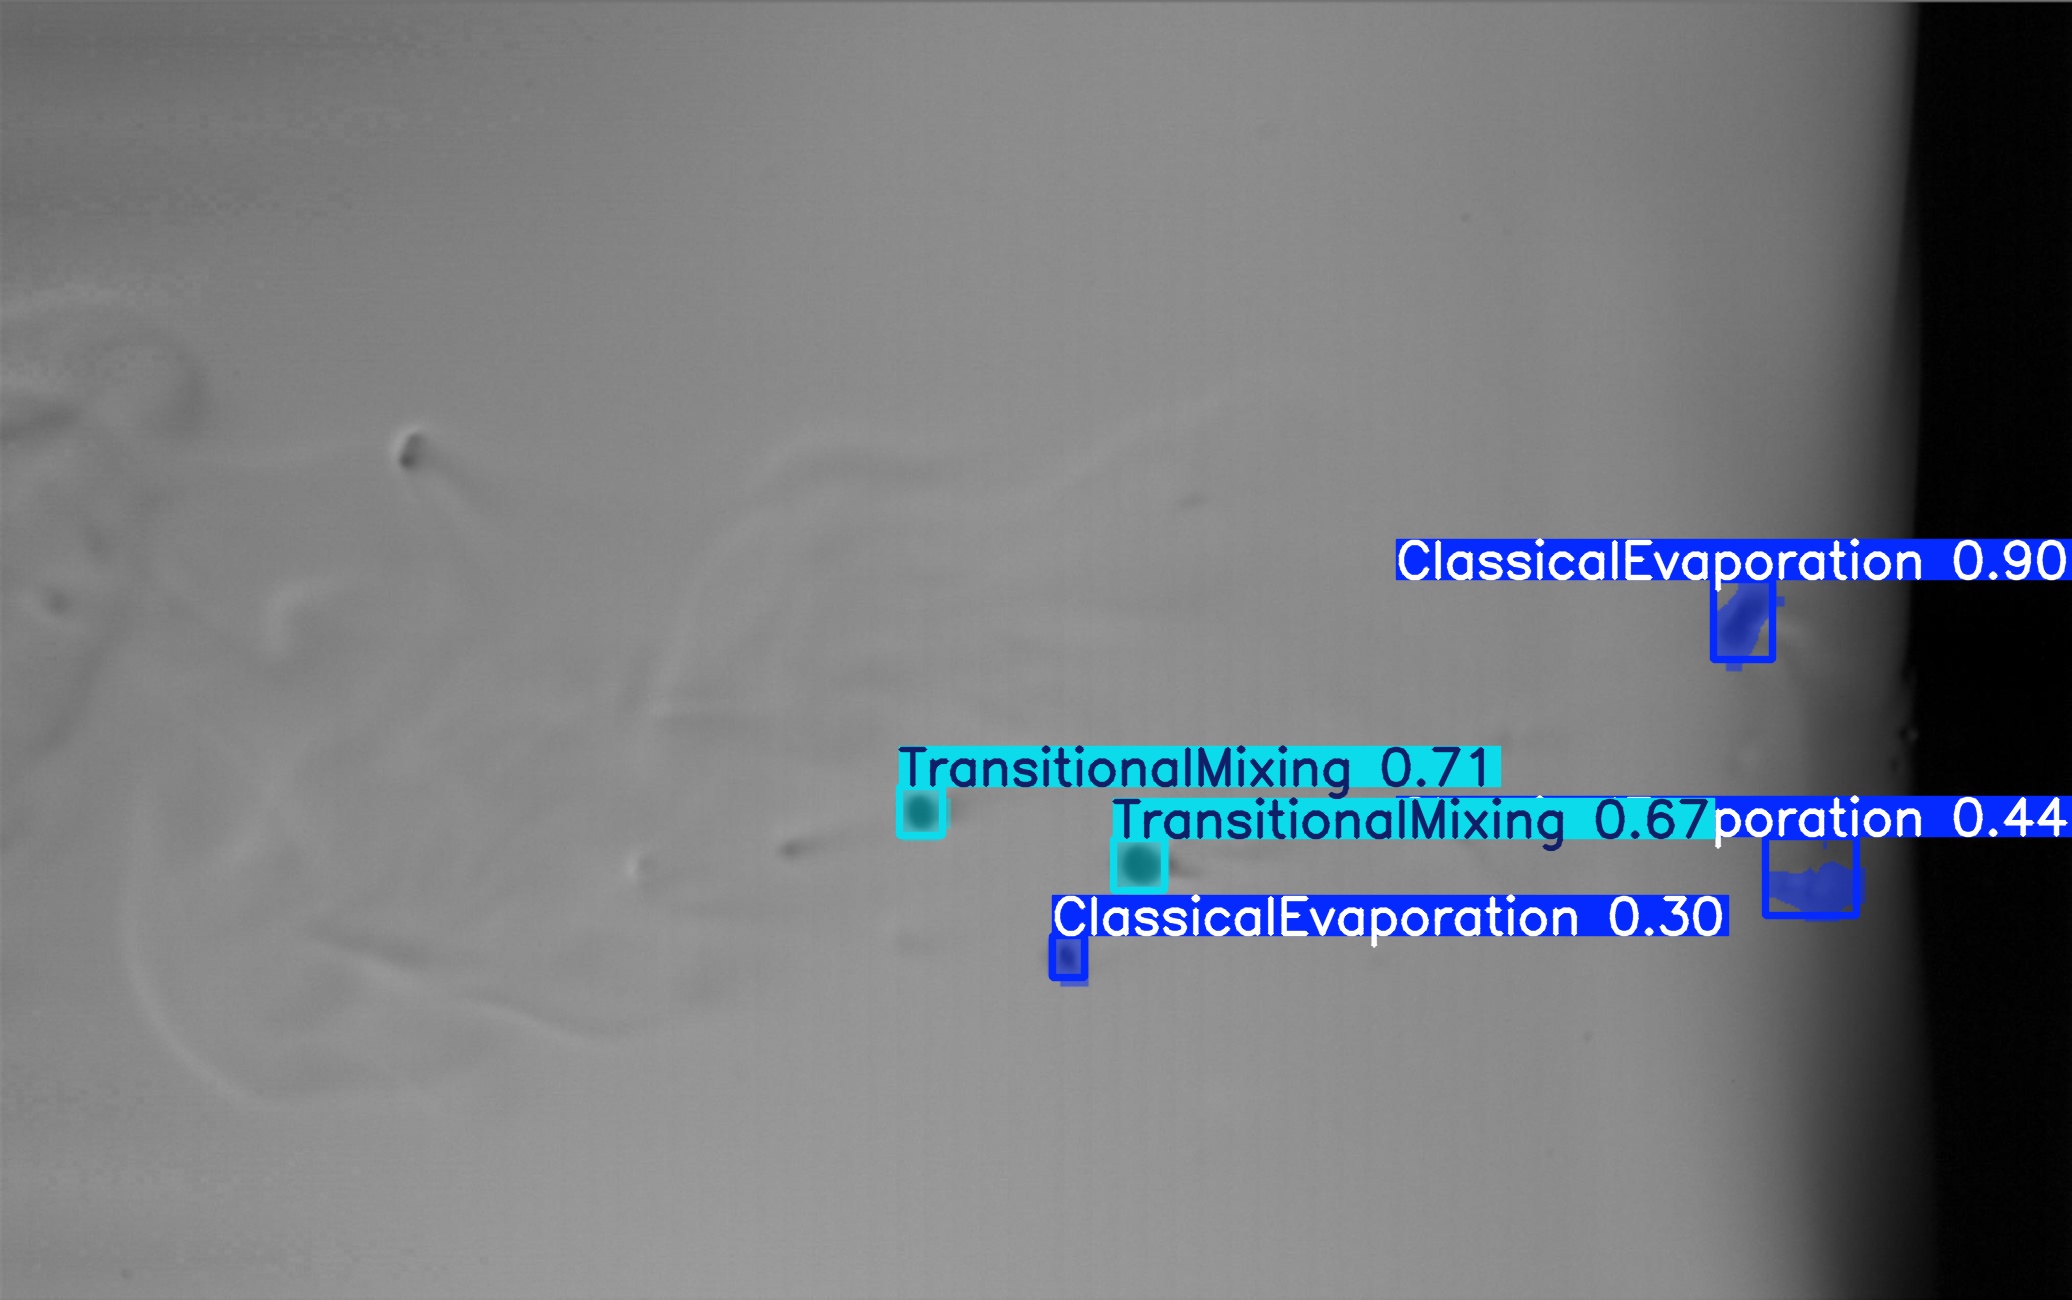 ClassicalEvaporation 0.90
TransitionalMixing 0.71
TransitionalMixing 0.67
poration 0.44
ClassicalEvaporation 0.30